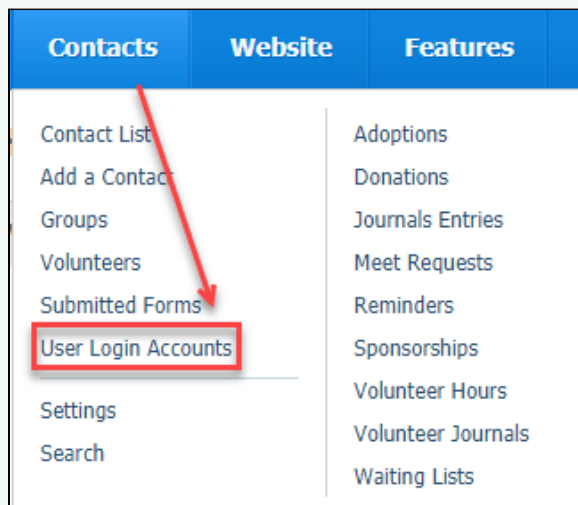 Contacts Website Features
Contact List
Add a Contact
Groups
Volunteers
Submitted Forms
User Login Accounts
Settings
Search
Adoptions
Donations
Journals Entries
Meet Requests
Reminders
Sponsorships
Volunteer Hours
Volunteer Journals
Waiting Lists